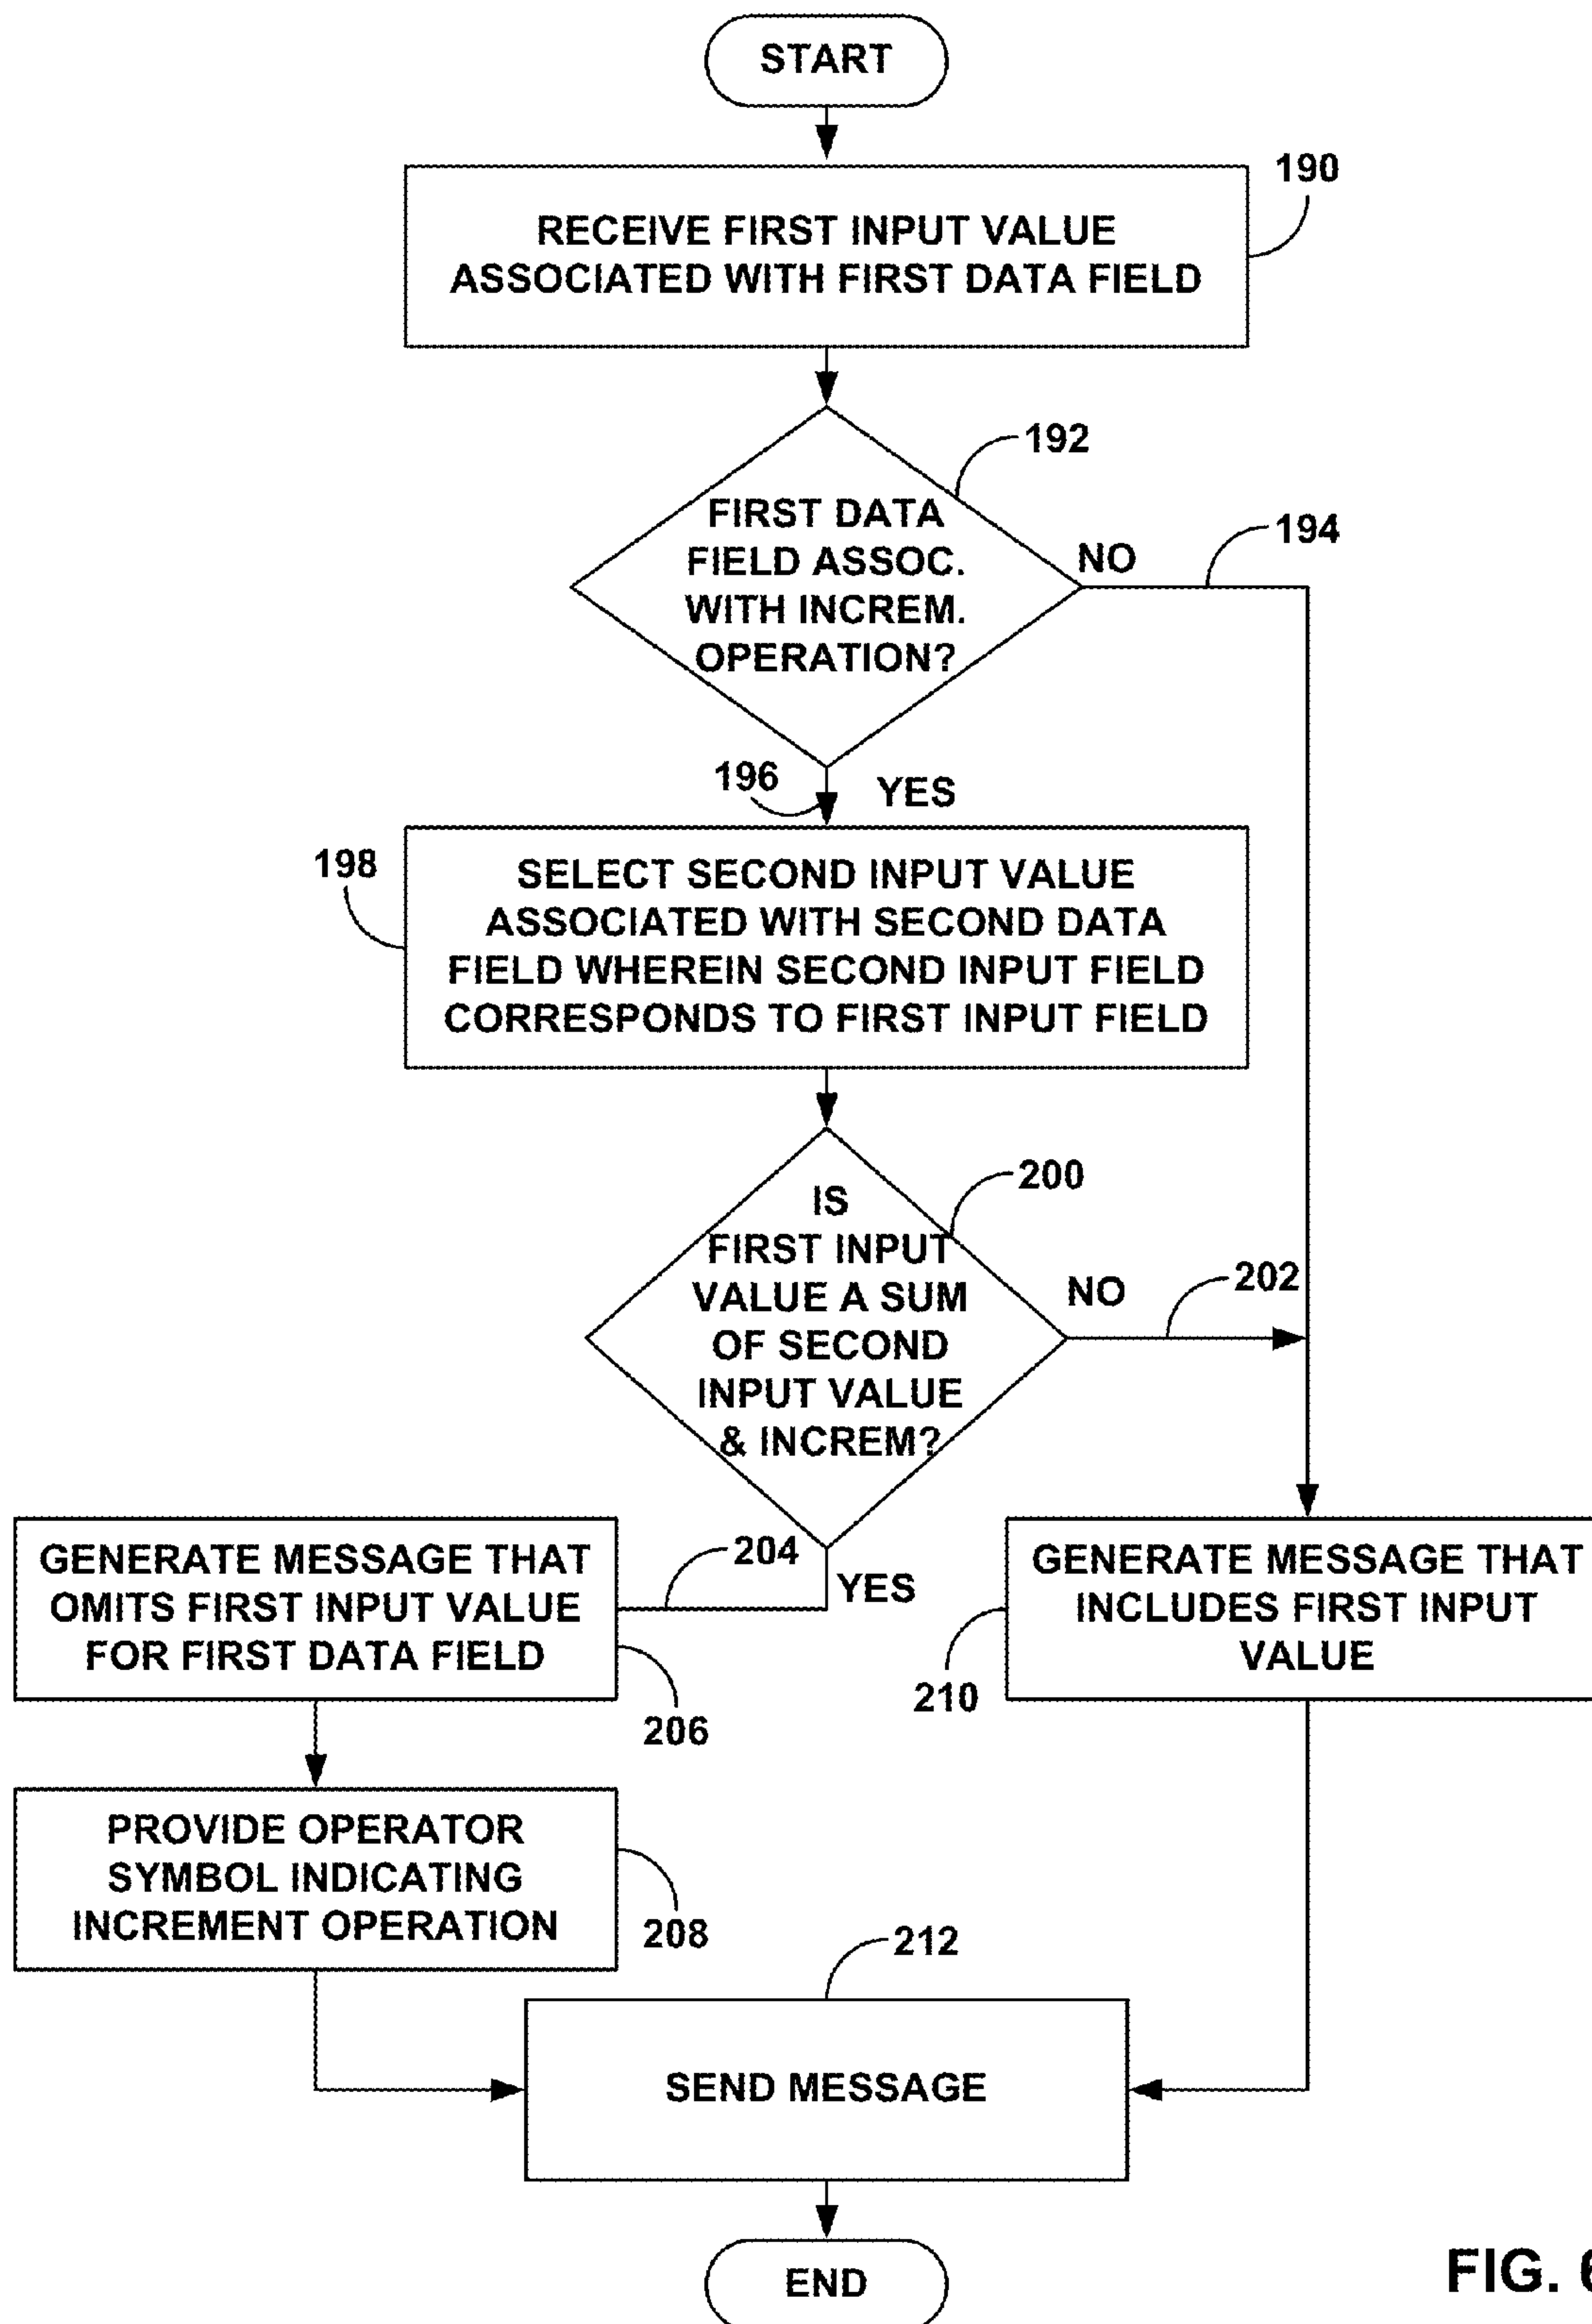 START
190
RECEIVE FIRST INPUT VALUE
ASSOCIATED WITH FIRST DATA FIELD
192
FIRST DATA
FIELD ASSOC.
WITH INCREM.
OPERATION?
NO
194
196
YES
198
SELECT SECOND INPUT VALUE
ASSOCIATED WITH SECOND DATA
FIELD WHEREIN SECOND INPUT FIELD
CORRESPONDS TO FIRST INPUT FIELD
200
IS
FIRST INPUT
VALUE A SUM
OF SECOND
INPUT VALUE
& INCREM?
NO
202
204
YES
GENERATE MESSAGE THAT
OMITS FIRST INPUT VALUE
FOR FIRST DATA FIELD
206
GENERATE MESSAGE THAT
INCLUDES FIRST INPUT
VALUE
210
PROVIDE OPERATOR
SYMBOL INDICATING
INCREMENT OPERATION
208
212
SEND MESSAGE
END
FIG. 6